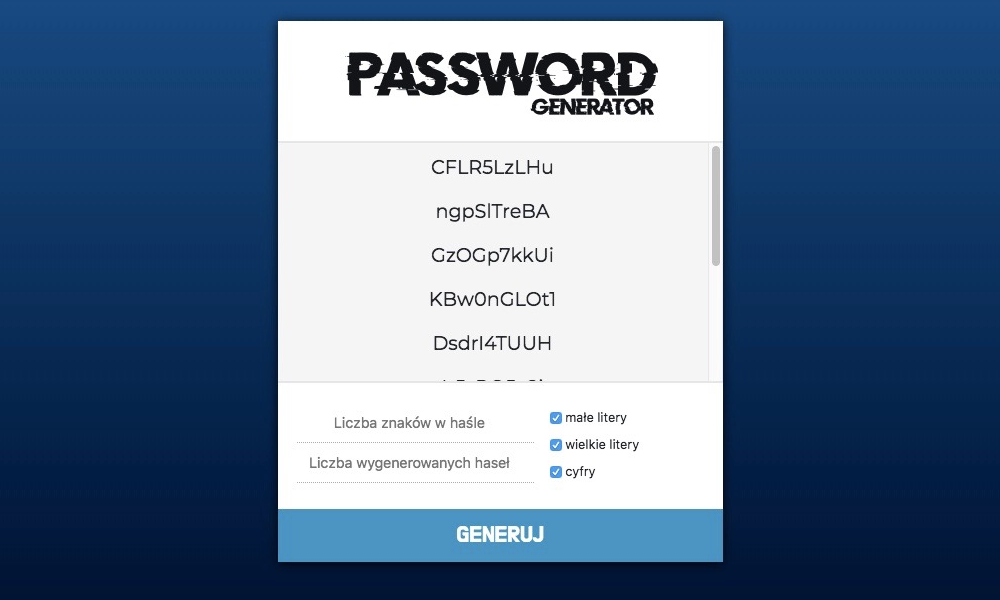 PASSWORD
GENERATOR
CFLR5LzLHu
ngpSlTreBA
GzOGp7kkUi
KBw0nGLOt1
DsdrI4TUUH
Liczba znaków w haśle
Liczba wygenerowanych haseł
małe litery
wielkie litery
cyfry
GENERUJ